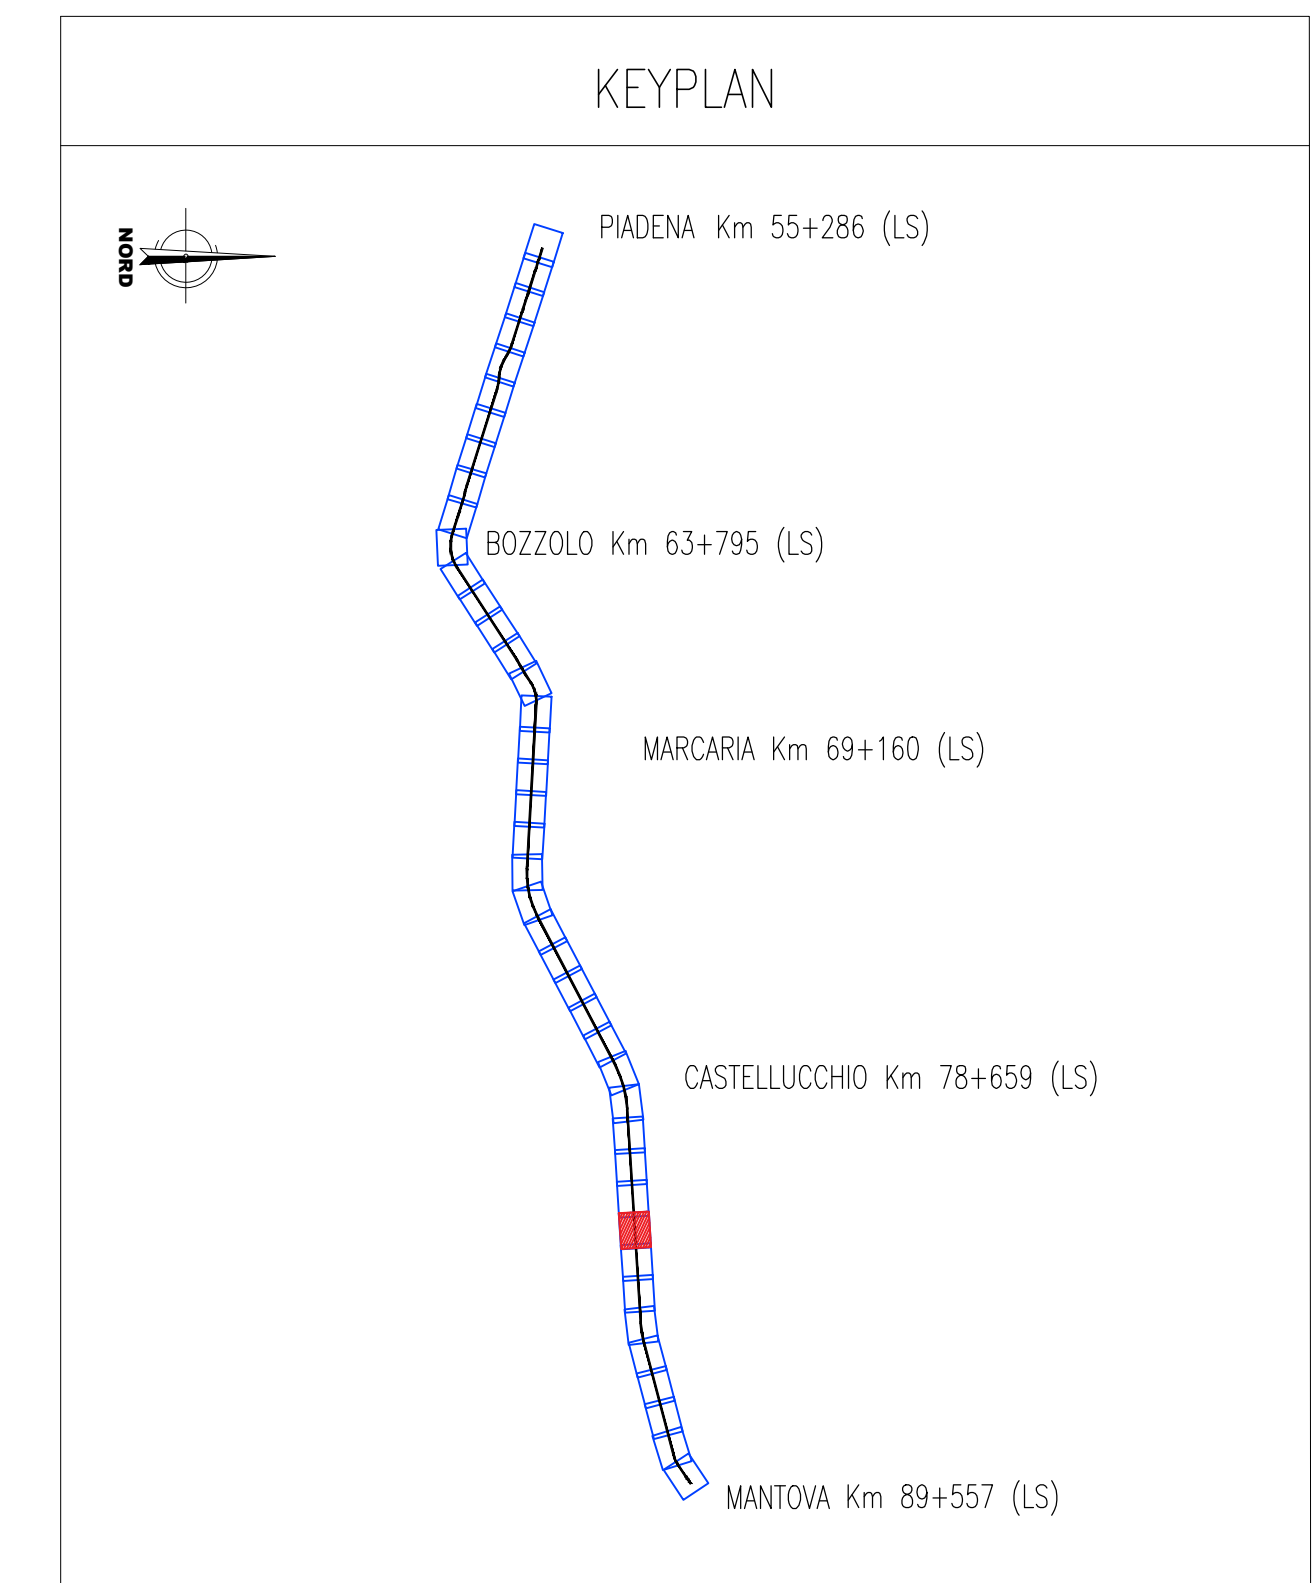 KEYPLAN
NORD
PIADENA Km 55+286 (LS)
BOZZOLO Km 63+795 (LS)
MARCARIA Km 69+160 (LS)
CASTELLUCCHIO Km 78+659 (LS)
MANTOVA Km 89+557 (LS)